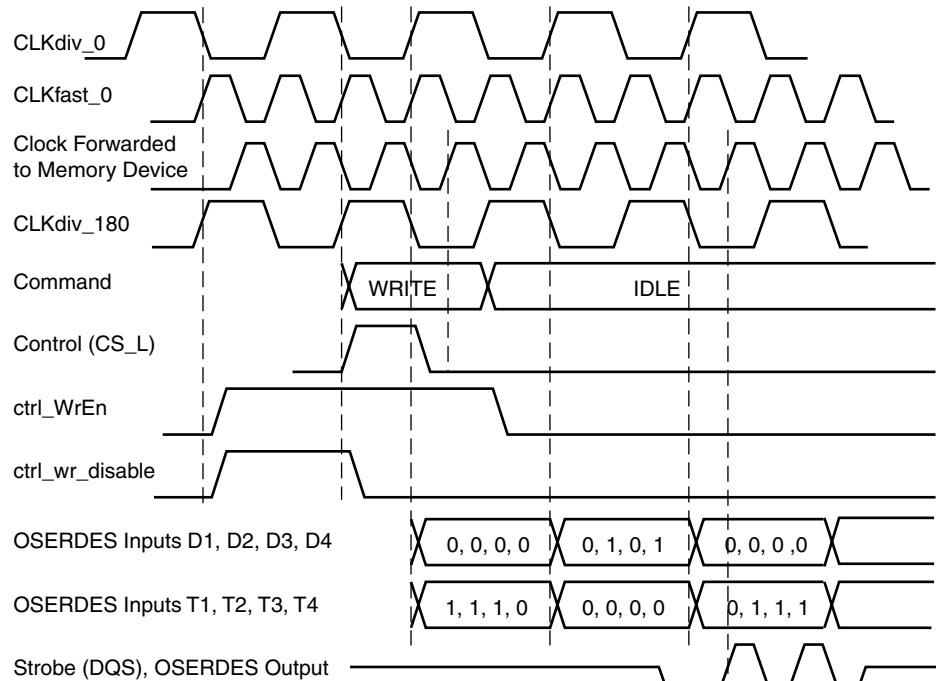 CLKdiv_0
CLKfast_0
Clock Forwarded
to Memory Device
CLKdiv_180
Command
WRITE
IDLE
Control (CS_L)
ctrl_WrEn
ctrl_wr_disable
OSERDES Inputs D1, D2, D3, D4
0, 0, 0, 0
0, 1, 0, 1
0, 0, 0 ,0
OSERDES Inputs T1, T2, T3, T4
1, 1, 1, 0
0, 0, 0, 0
0, 1, 1, 1
Strobe (DQS), OSERDES Output